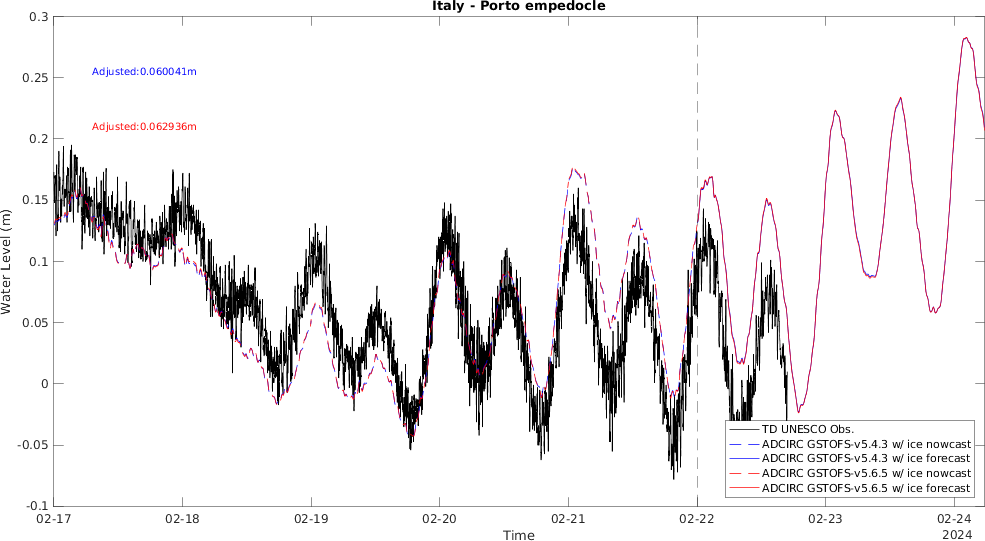 Italy - Porto empedocle
0.3
0.25
0.2
0.15
0.1
0.05
0
-0.05
-0.1
Water Level (m)
Adjusted:0.060041m
Adjusted:0.062936m
TD UNESCO Obs.
ADCIRC GSTOFS-v5.4.3 w/ ice nowcast
ADCIRC GSTOFS-v5.4.3 w/ ice forecast
ADCIRC GSTOFS-v5.6.5 w/ ice nowcast
ADCIRC GSTOFS-v5.6.5 w/ ice forecast
02-17 02-18 02-19 02-20 02-21 02-22 02-23 02-24
Time
2024